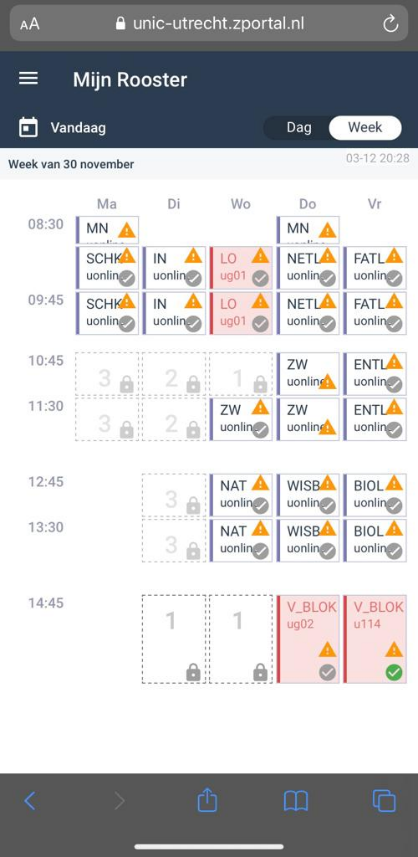 AA unic-utrecht.zportal.nl
Mijn Rooster
Vandaag Dag Week
Week van 30 november 03-12 20:28
Ma Di Wo Do Vr
08:30 MN MN
SCHK IN LO NETL FATL
uonlin uonlin ug01 uonlin uonlin
09:45 SCHK IN LO NETL FATL
uonlin uonlin ug01 uonlin uonlin
10:45 3 2 1 ZW ENTL
uonline uonlin
11:30 3 2 ZW ZW ENTL
uonlin uonline uonlin
12:45 3 NAT WISB BIOL
uonlin uonlin uonlin
13:30 3 NAT WISB BIOL
uonlin uonlin uonlin
14:45 1 1 V_BLOK V_BLOK
ug02 u114